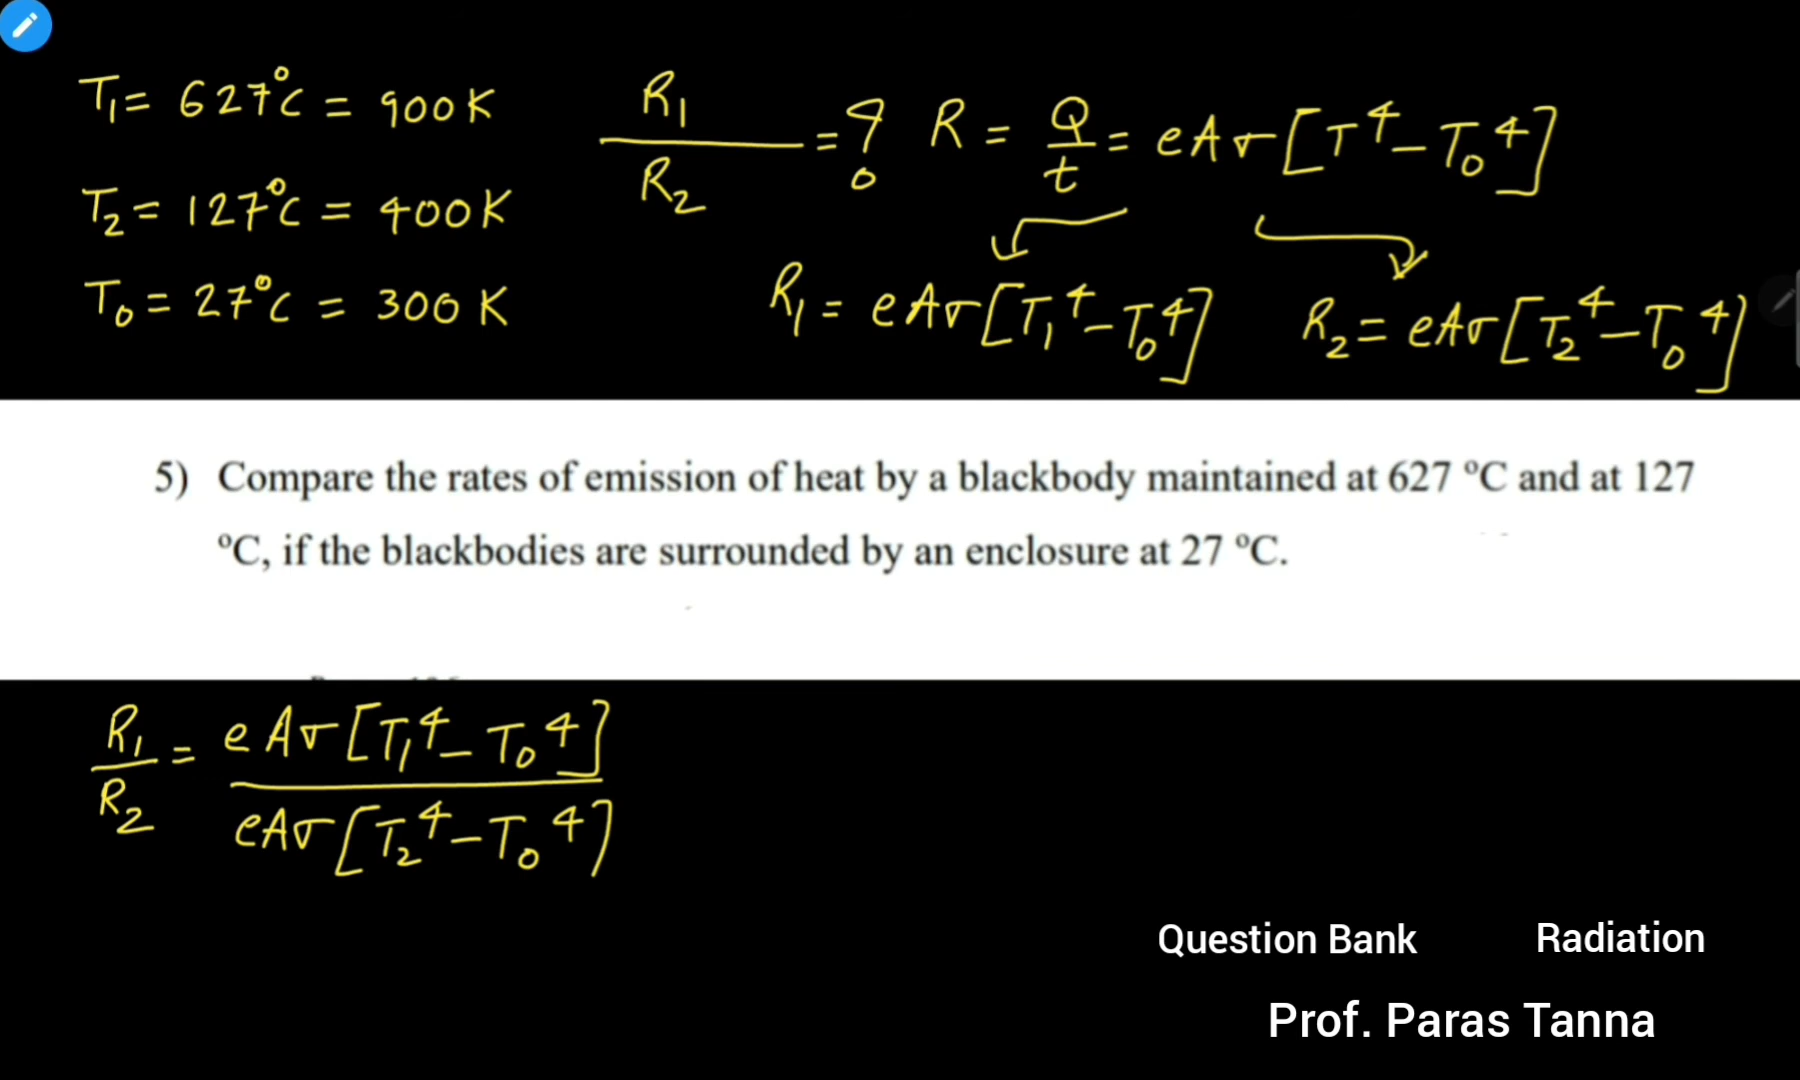 T₁ = 627°C = 900 K
R₁/R₂ = ? R = Q/t = eAσ[T⁴ – T₀⁴]
T₂ = 127°C = 400 K
T₀ = 27°C = 300 K
R₁ = eAσ[T₁⁴ – T₀⁴] R₂ = eAσ[T₂⁴ – T₀⁴]
5) Compare the rates of emission of heat by a blackbody maintained at 627 °C and at 127
°C, if the blackbodies are surrounded by an enclosure at 27 °C.
R₁/R₂ = eAσ[T₁⁴ – T₀⁴] / eAσ[T₂⁴ – T₀⁴]
Question Bank Radiation
Prof. Paras Tanna